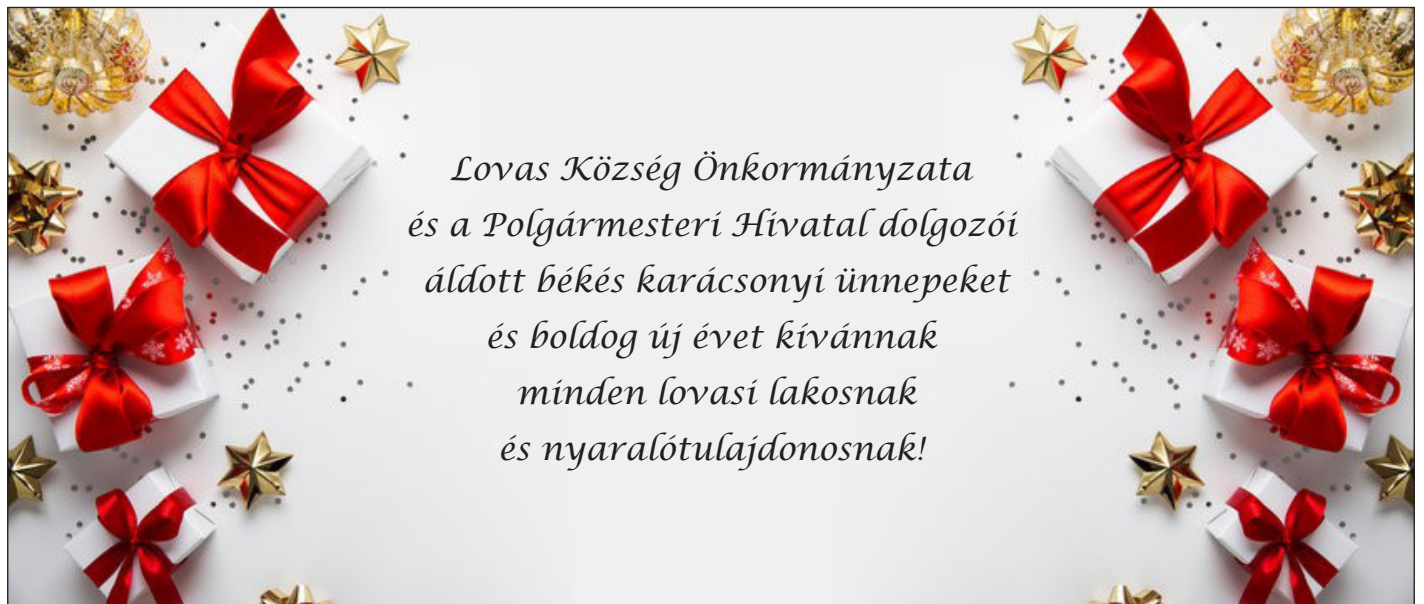 Lovas Község Önkormányzata
és a Polgármesteri Hivatal dolgozói
áldott békés karácsonyi ünnepeket
és boldog új évet kívánnak
minden lovasi lakosnak
és nyaralótulajdonosnak!